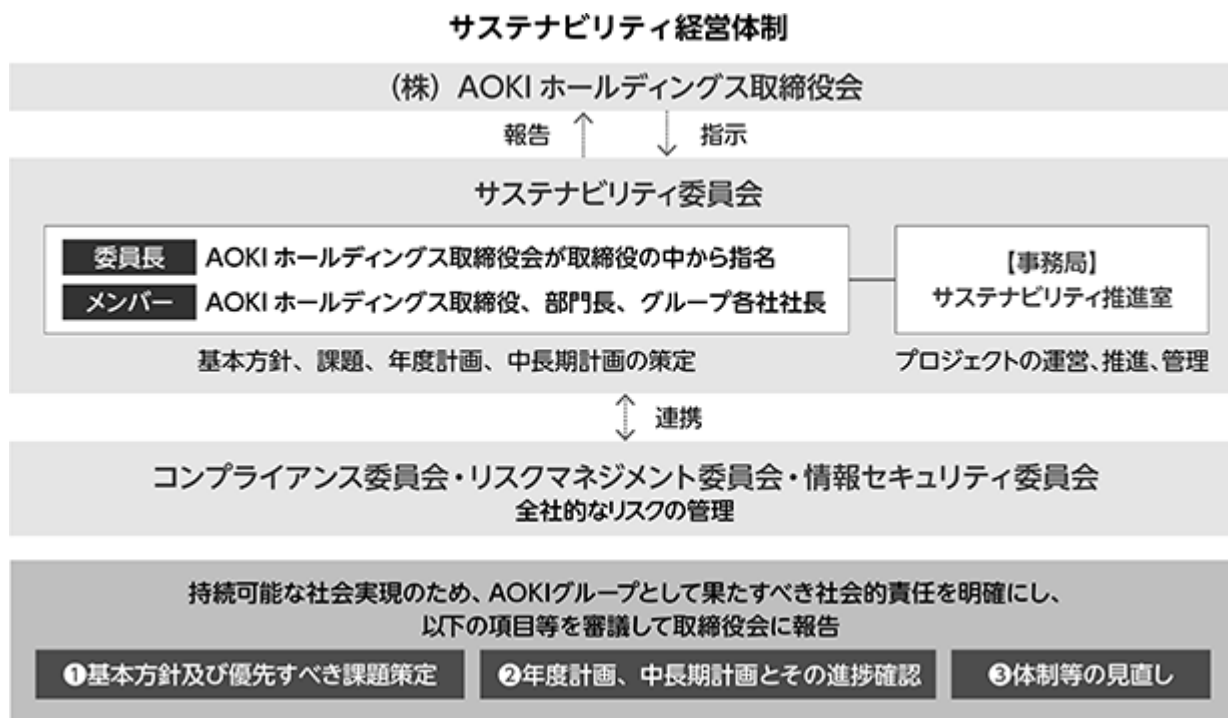 サステナビリティ経営体制
(株) AOKI ホールディングス取締役会
報告 指示
サステナビリティ委員会
委員長 AOKI ホールディングス取締役会が取締役の中から指名
メンバー AOKI ホールディングス取締役、部門長、グループ各社社長
【事務局】
サステナビリティ推進室
基本方針、課題、年度計画、中長期計画の策定
プロジェクトの運営、推進、管理
連携
コンプライアンス委員会・リスクマネジメント委員会・情報セキュリティ委員会
全社的なリスクの管理
持続可能な社会実現のため、AOKIグループとして果たすべき社会的責任を明確にし、
以下の項目等を審議して取締役会に報告
❶基本方針及び優先すべき課題策定
❷年度計画、中長期計画とその進捗確認
❸体制等の見直し